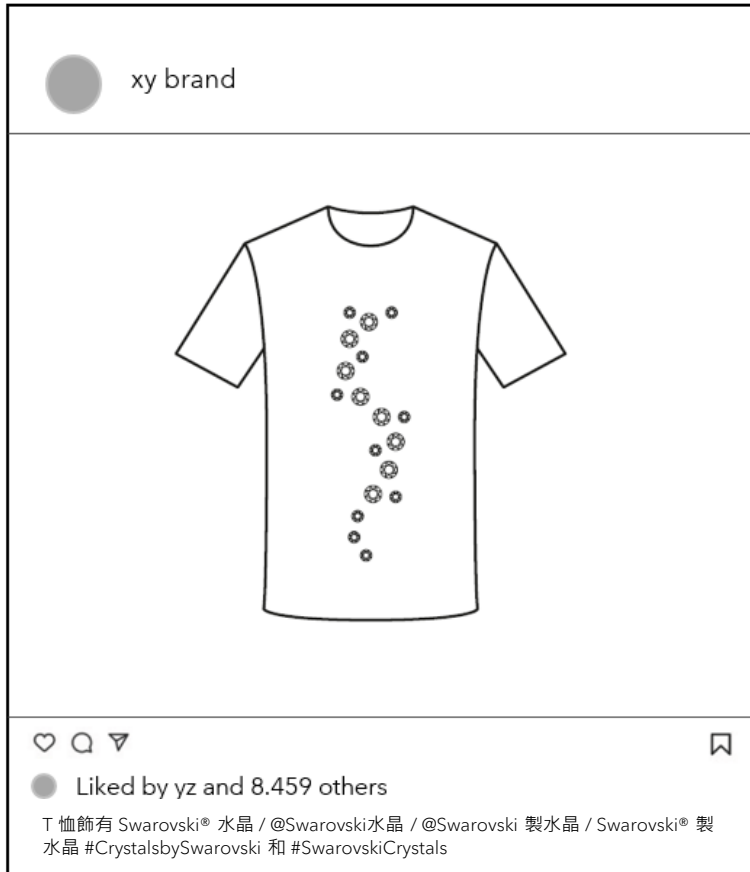 xy brand
Liked by yz and 8.459 others
T 恤飾有 Swarovski® 水晶 / @Swarovski水晶 / @Swarovski 製水晶 / Swarovski® 製
水晶 #CrystalsbySwarovski 和 #SwarovskiCrystals